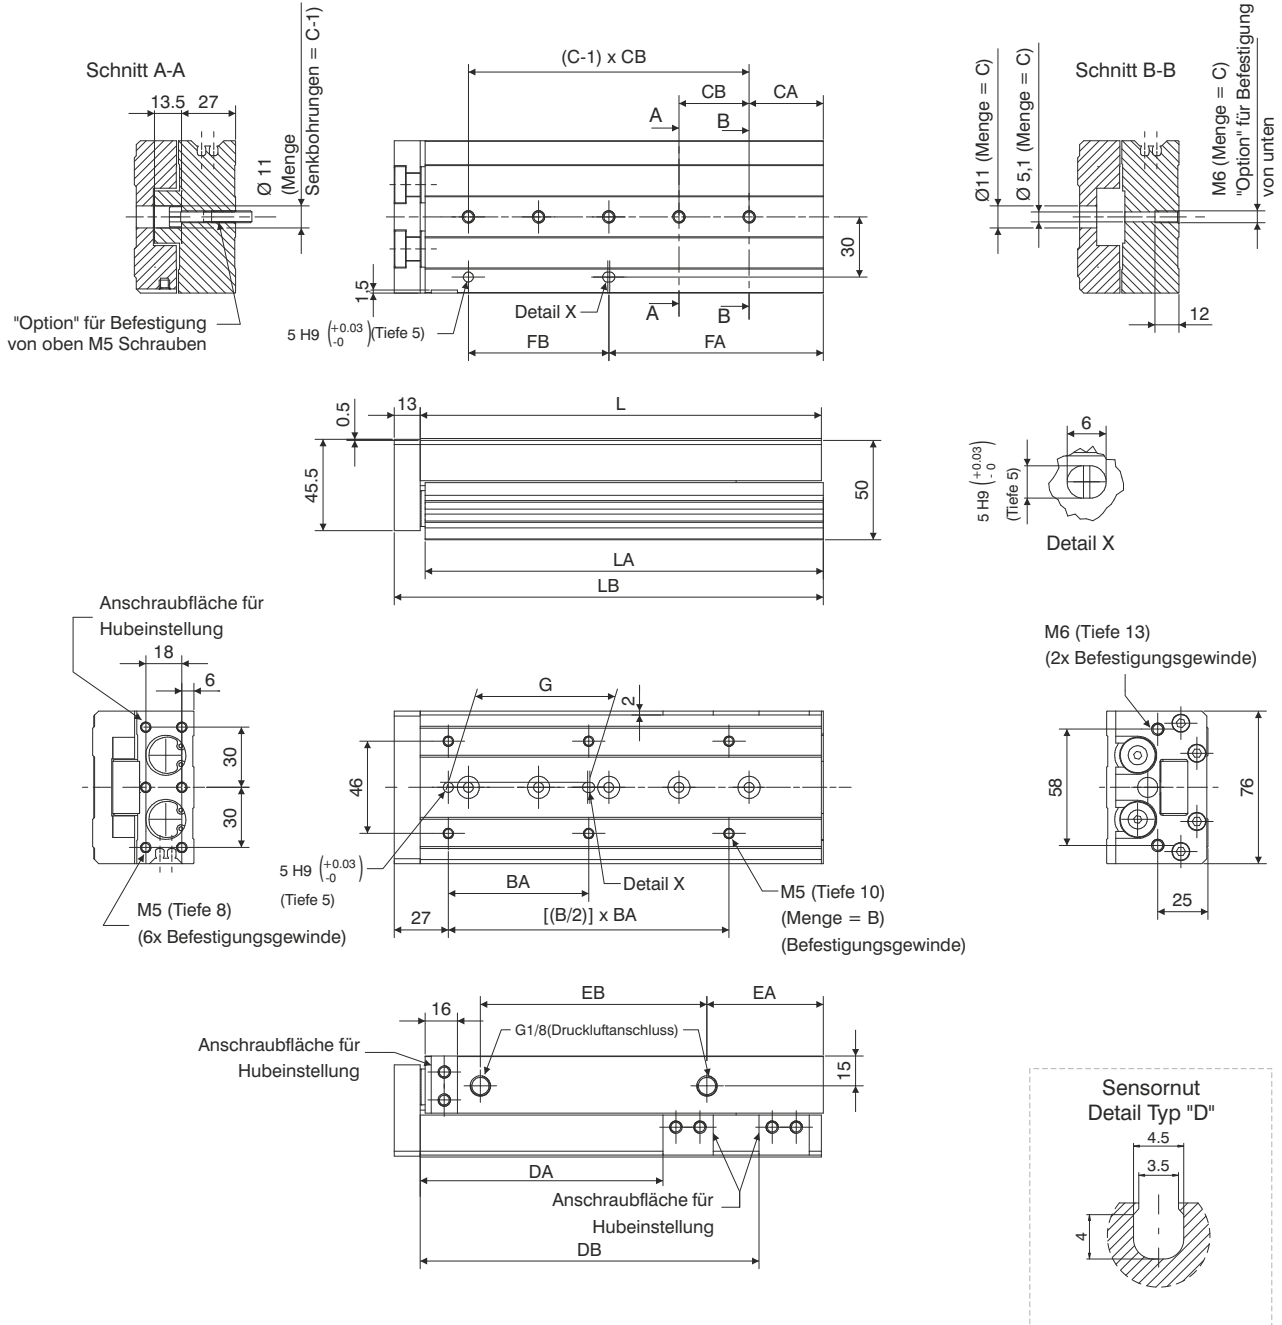 Schnitt A-A
13.5
27
Ø 11
(Menge
Senkbohrungen = C-1)
"Option" für Befestigung
von oben M5 Schrauben
(C-1) x CB
CB
CA
A
B
30
1,5
5 H9 (+0.03 -0)(Tiefe 5)
Detail X
A
B
FB
FA
Schnitt B-B
Ø11 (Menge = C)
Ø 5,1 (Menge = C)
M6 (Menge = C)
"Option" für Befestigung
von unten
12
0.5
13
L
45.5
50
LA
LB
6
5 H9 (+0.03 - 0)
(Tiefe 5)
Detail X
Anschraubfläche für
Hubeinstellung
18
6
30
30
M5 (Tiefe 8)
(6x Befestigungsgewinde)
G
2
46
5 H9 (+0.03 -0)
(Tiefe 5)
BA
Detail X
27
[(B/2)] x BA
M5 (Tiefe 10)
(Menge = B)
(Befestigungsgewinde)
M6 (Tiefe 13)
(2x Befestigungsgewinde)
58
76
25
EB
EA
16
G1/8(Druckluftanschluss)
Anschraubfläche für
Hubeinstellung
15
DA
Anschraubfläche für
Hubeinstellung
DB
Sensornut
Detail Typ "D"
4.5
3.5
4